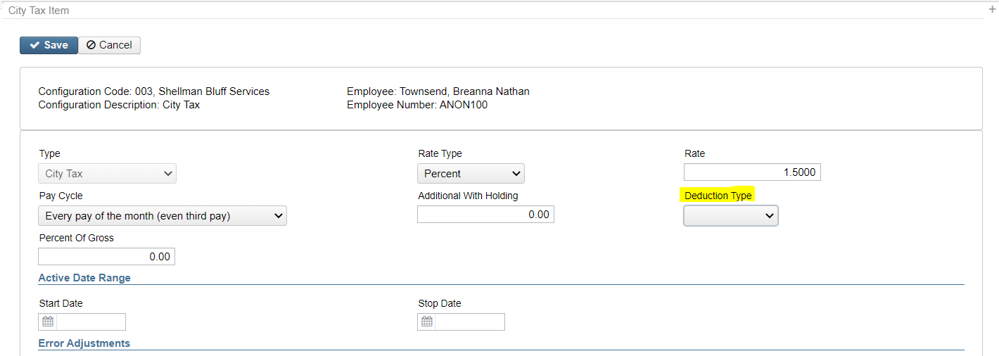 City Tax Item
Save Cancel
Configuration Code: 003, Shellman Bluff Services Employee: Townsend, Breanna Nathan
Configuration Description: City Tax Employee Number: ANON100
Type Rate Type Rate
City Tax Percent 1.5000
Pay Cycle Additional With Holding Deduction Type
Every pay of the month (even third pay) 0.00
Percent Of Gross
0.00
Active Date Range
Start Date Stop Date
Error Adjustments